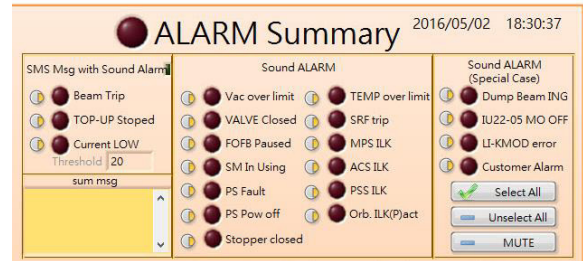 ALARM Summary
2016/05/02 18:30:37
SMS Msg with Sound Alarm
Beam Trip
TOP-UP Stoped
Current LOW
Threshold 20
sum msg
Sound ALARM
Vac over limit
TEMP over limit
VALVE Closed
SRF trip
FOFB Paused
MPS ILK
SM In Using
ACS ILK
PS Fault
PSS ILK
PS Pow off
Orb. ILK(P)act
Stopper closed
Sound ALARM
(Special Case)
Dump Beam ING
IU22-05 MO OFF
LI-KMOD error
Customer Alarm
Select All
Unselect All
MUTE